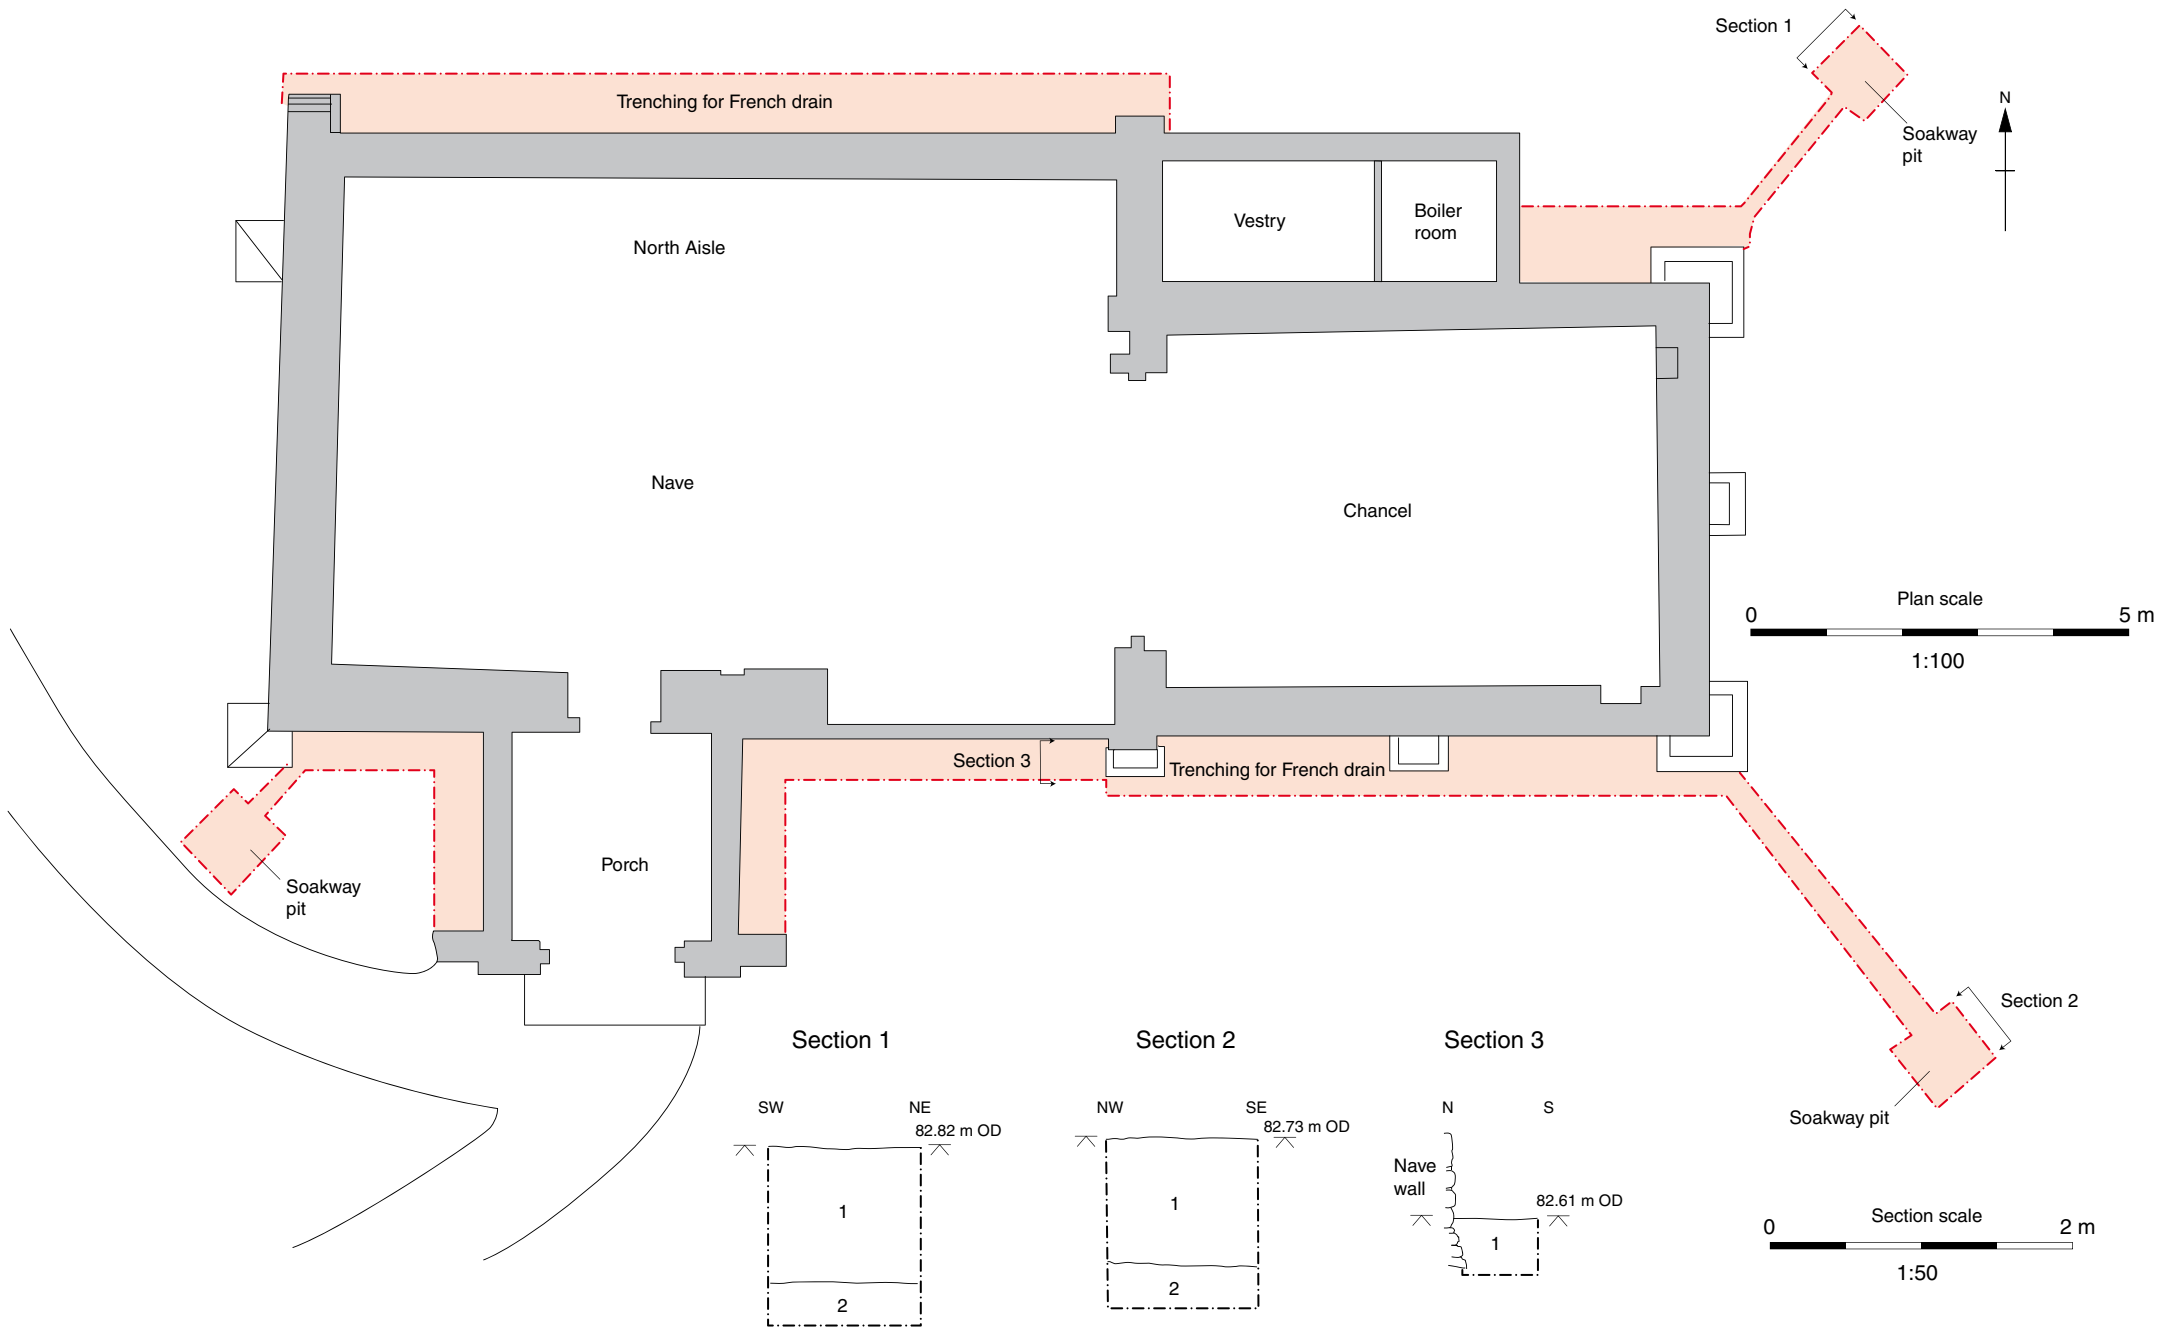 Section 1
Trenching for French drain
N
Soakway
pit
Vestry
Boiler
room
North Aisle
Nave
Chancel
Plan scale
0
5 m
1:100
Section 3
Trenching for French drain
Porch
Soakway
pit
Section 2
Soakway pit
Section 1
SW
NE
82.82 m OD
1
2
Section 2
NW
SE
82.73 m OD
1
2
Section 3
N
S
Nave
wall
82.61 m OD
1
Section scale
0
2 m
1:50